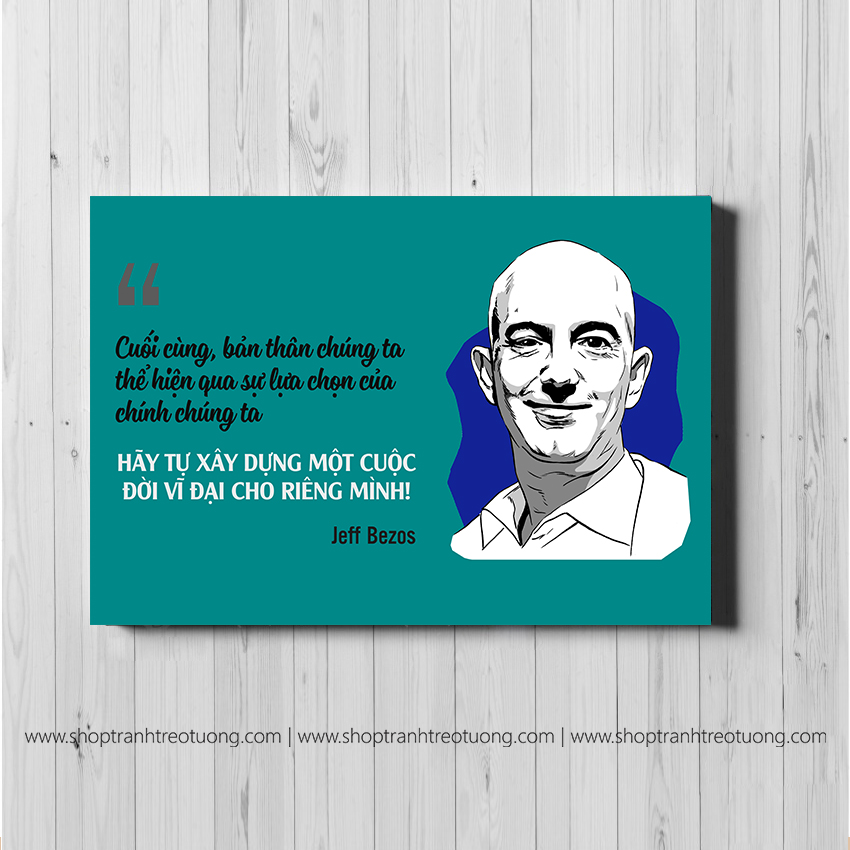 “
Cuối cùng, bản thân chúng ta
thể hiện qua sự lựa chọn của
chính chúng ta
HÃY TỰ XÂY DỰNG MỘT CUỘC
ĐỜI VĨ ĐẠI CHO RIÊNG MÌNH!
Jeff Bezos
www.shoptranhtreotuong.com | www.shoptranhtreotuong.com | www.shoptranhtreotuong.com